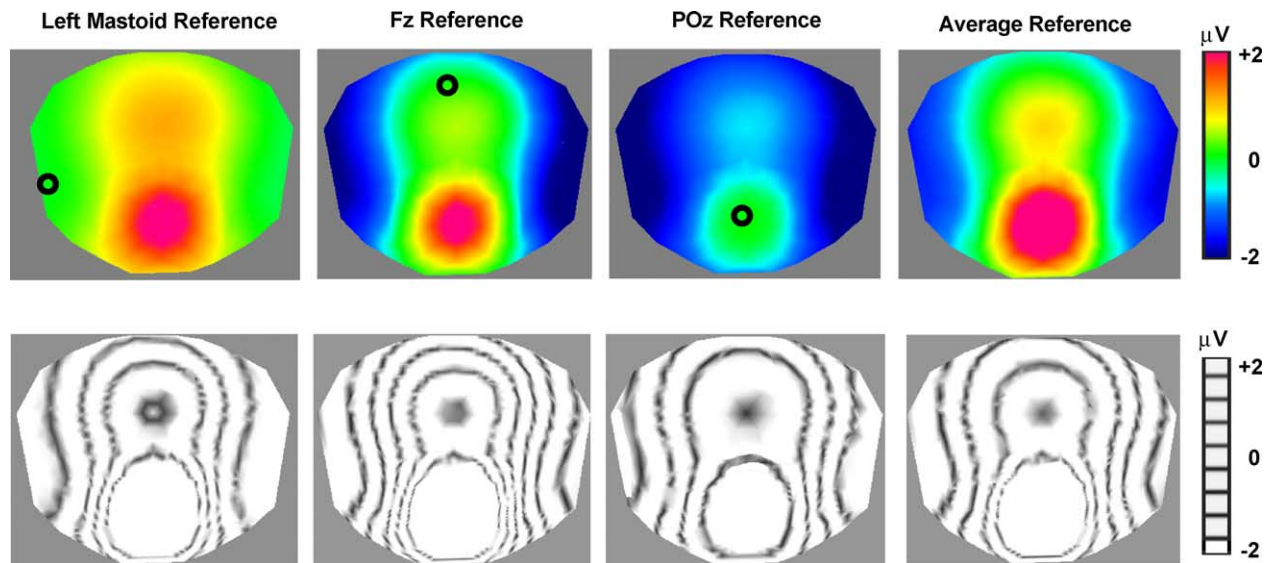 Left Mastoid Reference
Fz Reference
POz Reference
Average Reference
μV
+2
0
-2
μV
+2
0
-2